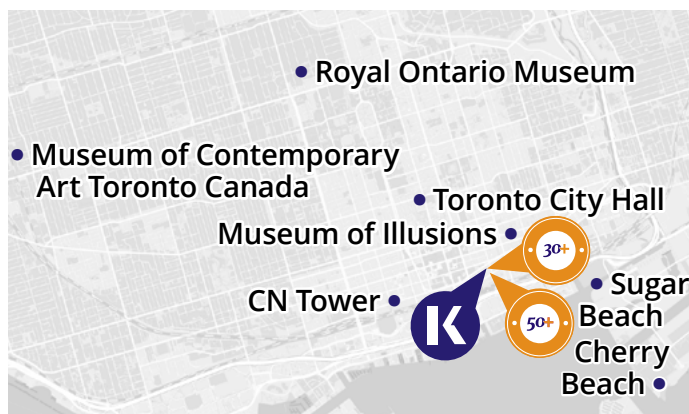 Royal Ontario Museum
Museum of Contemporary
Art Toronto Canada
Toronto City Hall
Museum of Illusions
30+
CN Tower
K
50+
Sugar
Beach
Cherry
Beach